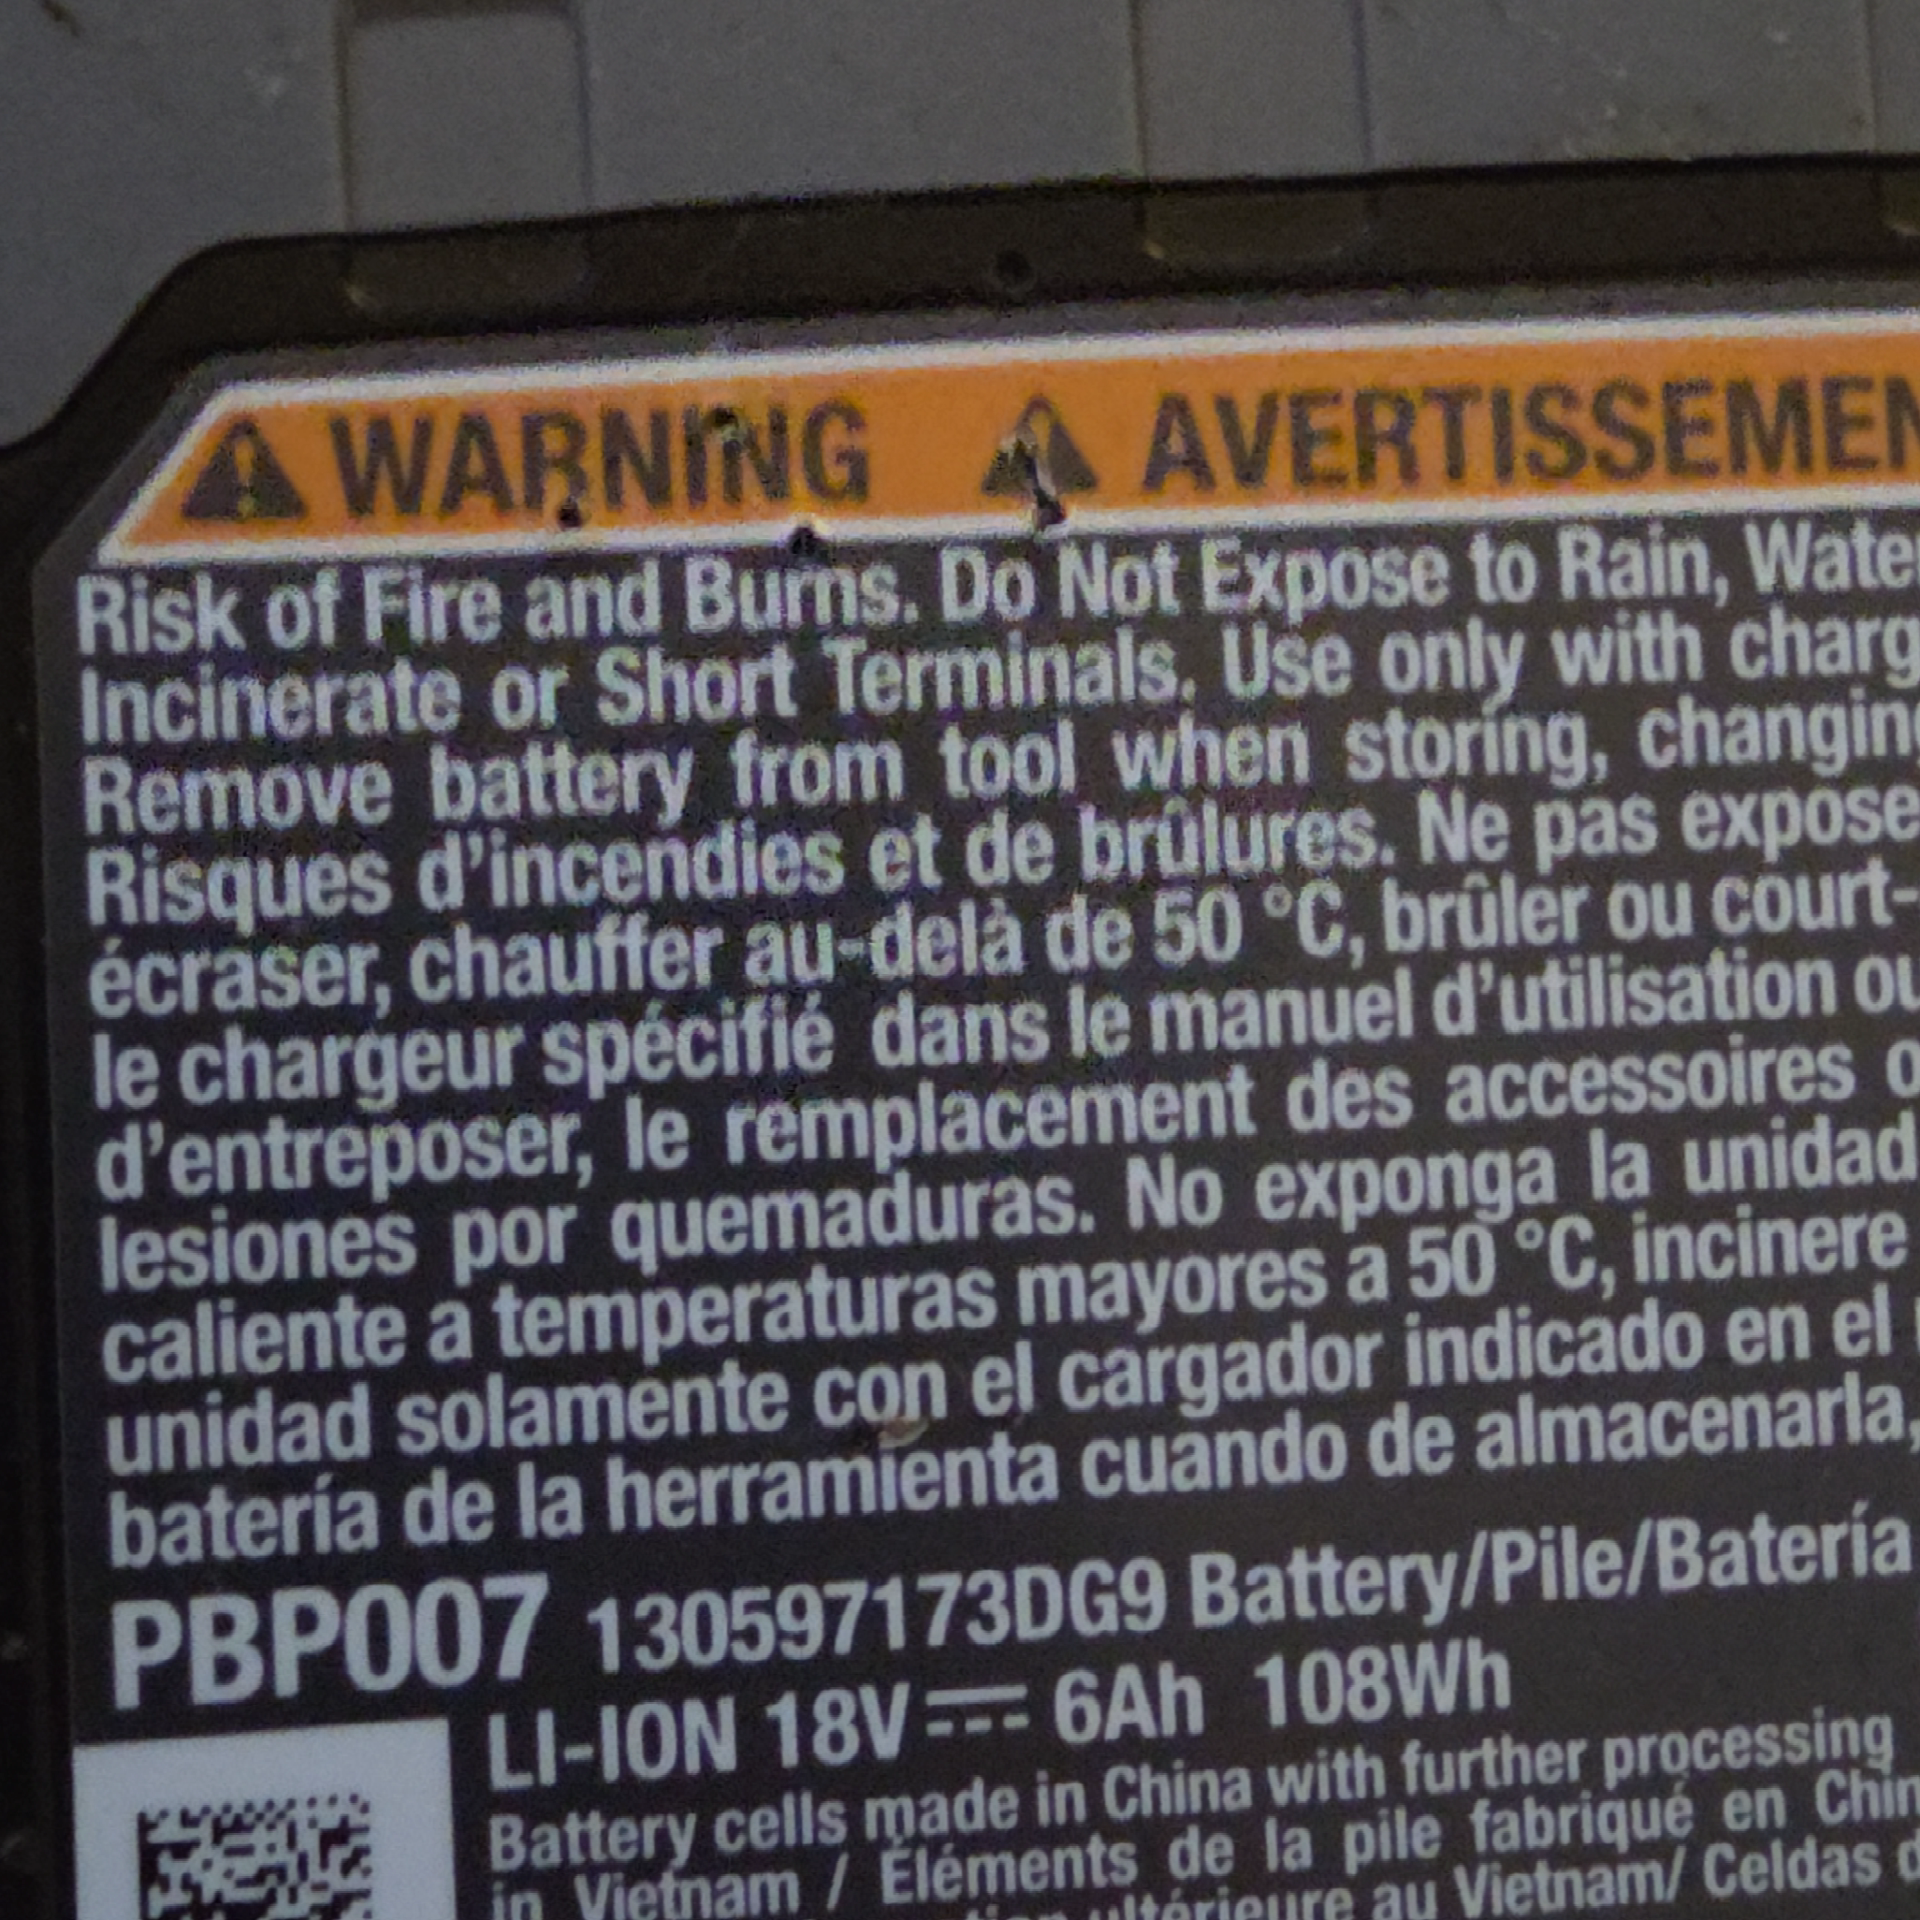 WARNING AVERTISSEMEN
Risk of Fire and Burns. Do Not Expose to Rain, Water
Incinerate or Short Terminals. Use only with charg
Remove battery from tool when storing, changing
Risques d'incendies et de brûlures. Ne pas expose
écraser, chauffer au-delà de 50 °C, brûler ou court-
le chargeur spécifié dans le manuel d'utilisation ou
d'entreposer, le remplacement des accessoires o
lesiones por quemaduras. No exponga la unidad
caliente a temperaturas mayores a 50 °C, incinere
unidad solamente con el cargador indicado en el
batería de la herramienta cuando de almacenarla,
PBP007 130597173DG9 Battery/Pile/Batería
LI-ION 18V 6Ah 108Wh
Battery cells made in China with further processing
in Vietnam / Éléments de la pile fabriqué en Chin
ultérieure au Vietnam/ Celdas d